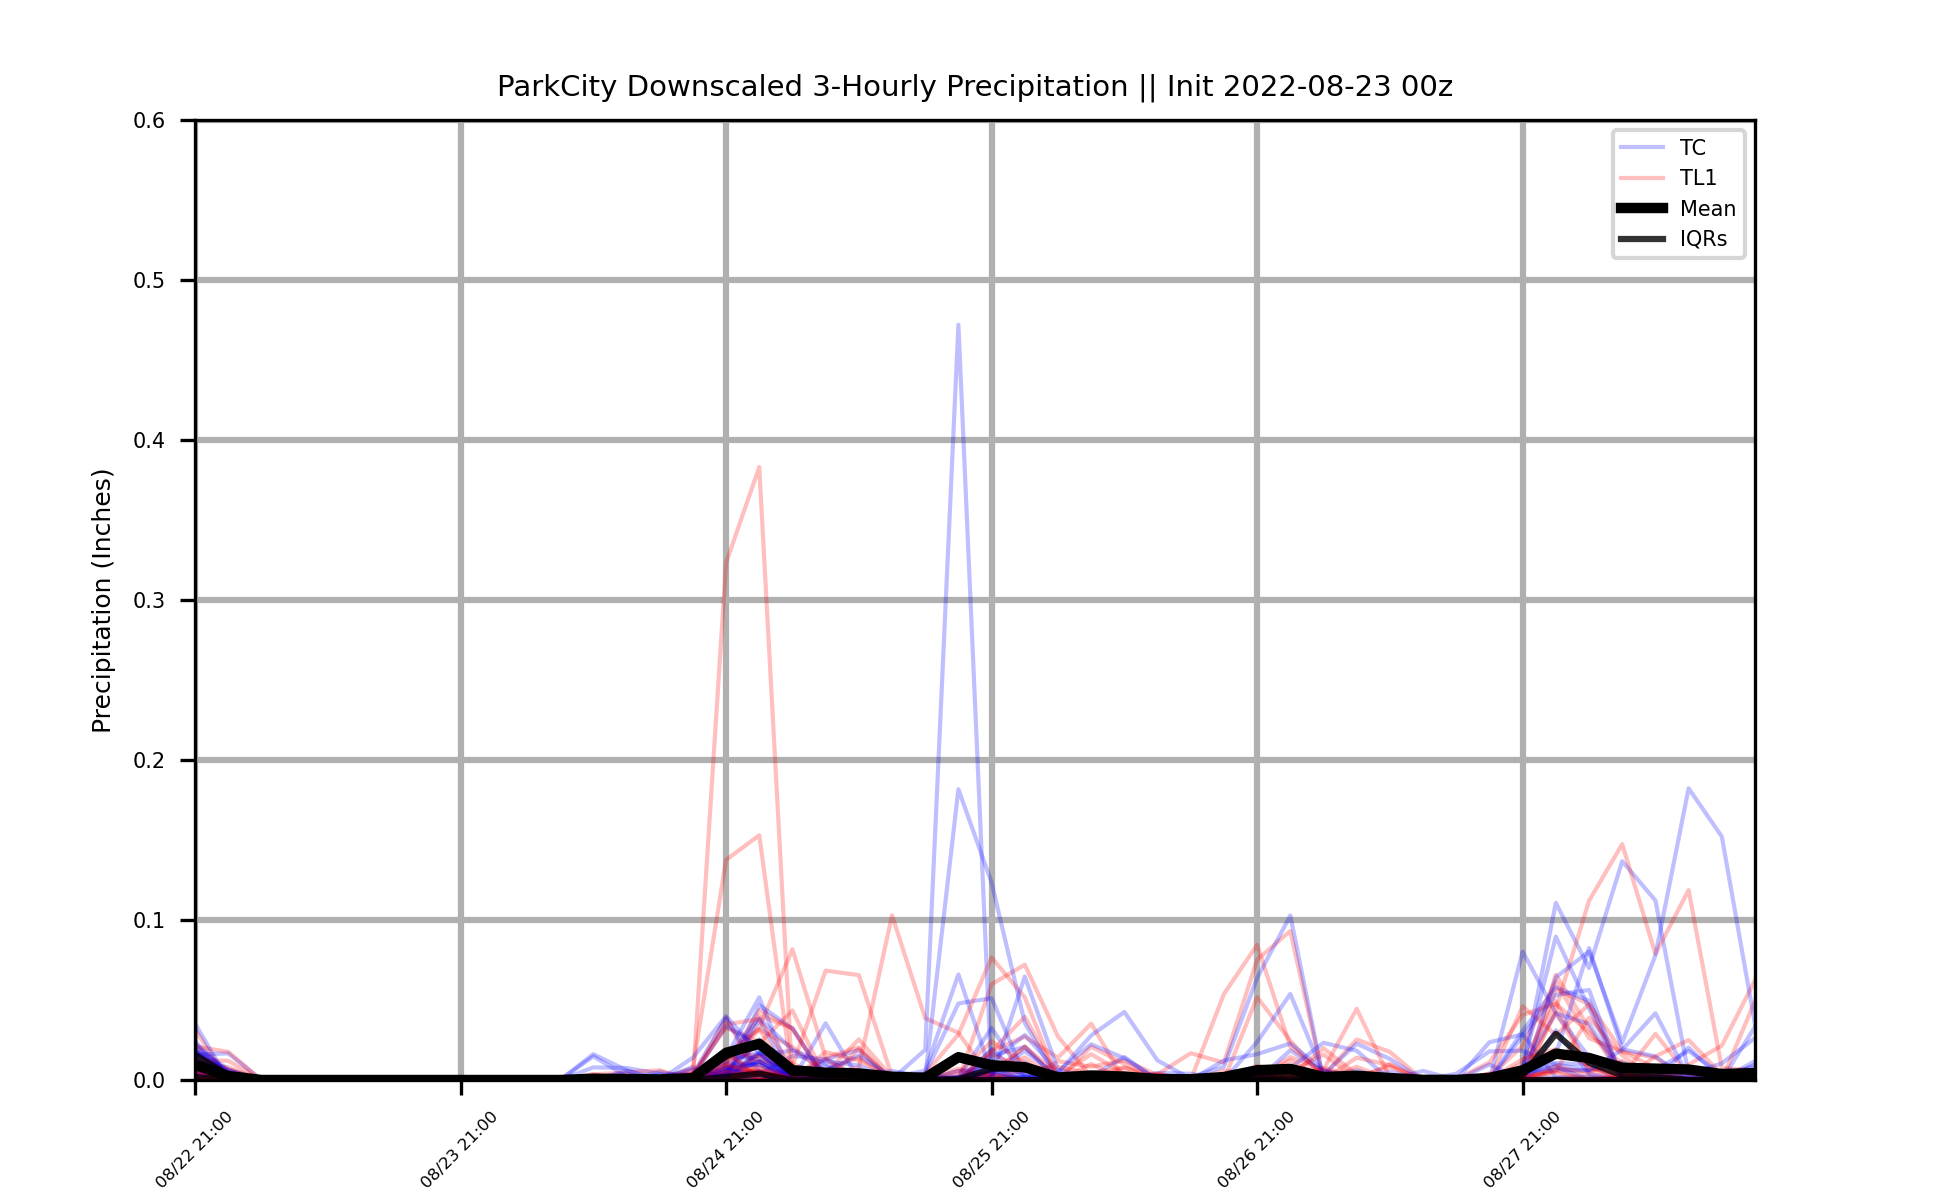 ParkCity Downscaled 3-Hourly Precipitation || Init 2022-08-23 00z
TC
TL1
Mean
IQRs
Precipitation (Inches)
0.6
0.5
0.4
0.3
0.2
0.1
0.0
08/22 21:00
08/23 21:00
08/24 21:00
08/25 21:00
08/26 21:00
08/27 21:00